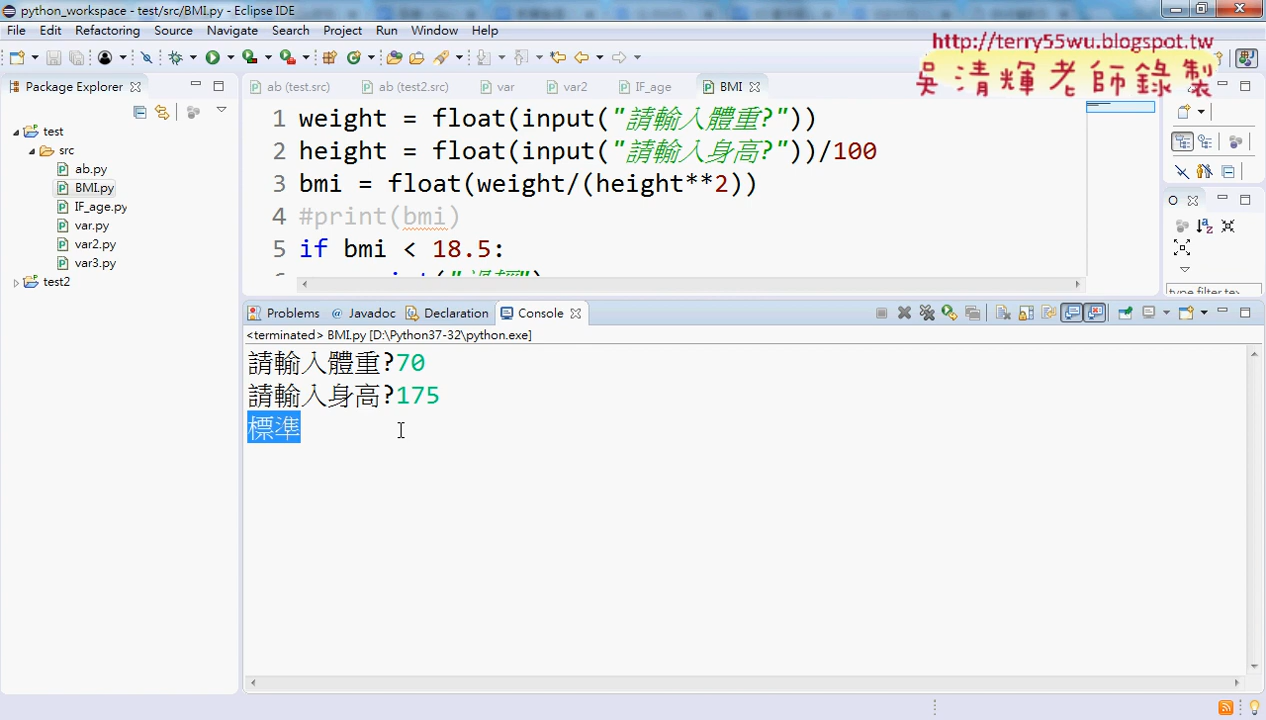 python_workspace - test/src/BMI.py - Eclipse IDE
http://terry55wu.blogspot.tw
吳清輝老師錄製
File Edit Refactoring Source Navigate Search Project Run Window Help
Package Explorer
test
src
ab.py
BMI.py
IF_age.py
var.py
var2.py
var3.py
test2
ab (test.src) ab (test2.src) var var2 IF_age BMI
1 weight = float(input("請輸入體重?"))
2 height = float(input("請輸入身高?"))/100
3 bmi = float(weight/(height**2))
4 #print(bmi)
5 if bmi < 18.5:
Problems @ Javadoc Declaration Console
<terminated> BMI.py [D:\Python37-32\python.exe]
請輸入體重?70
請輸入身高?175
標準
O
type filter te